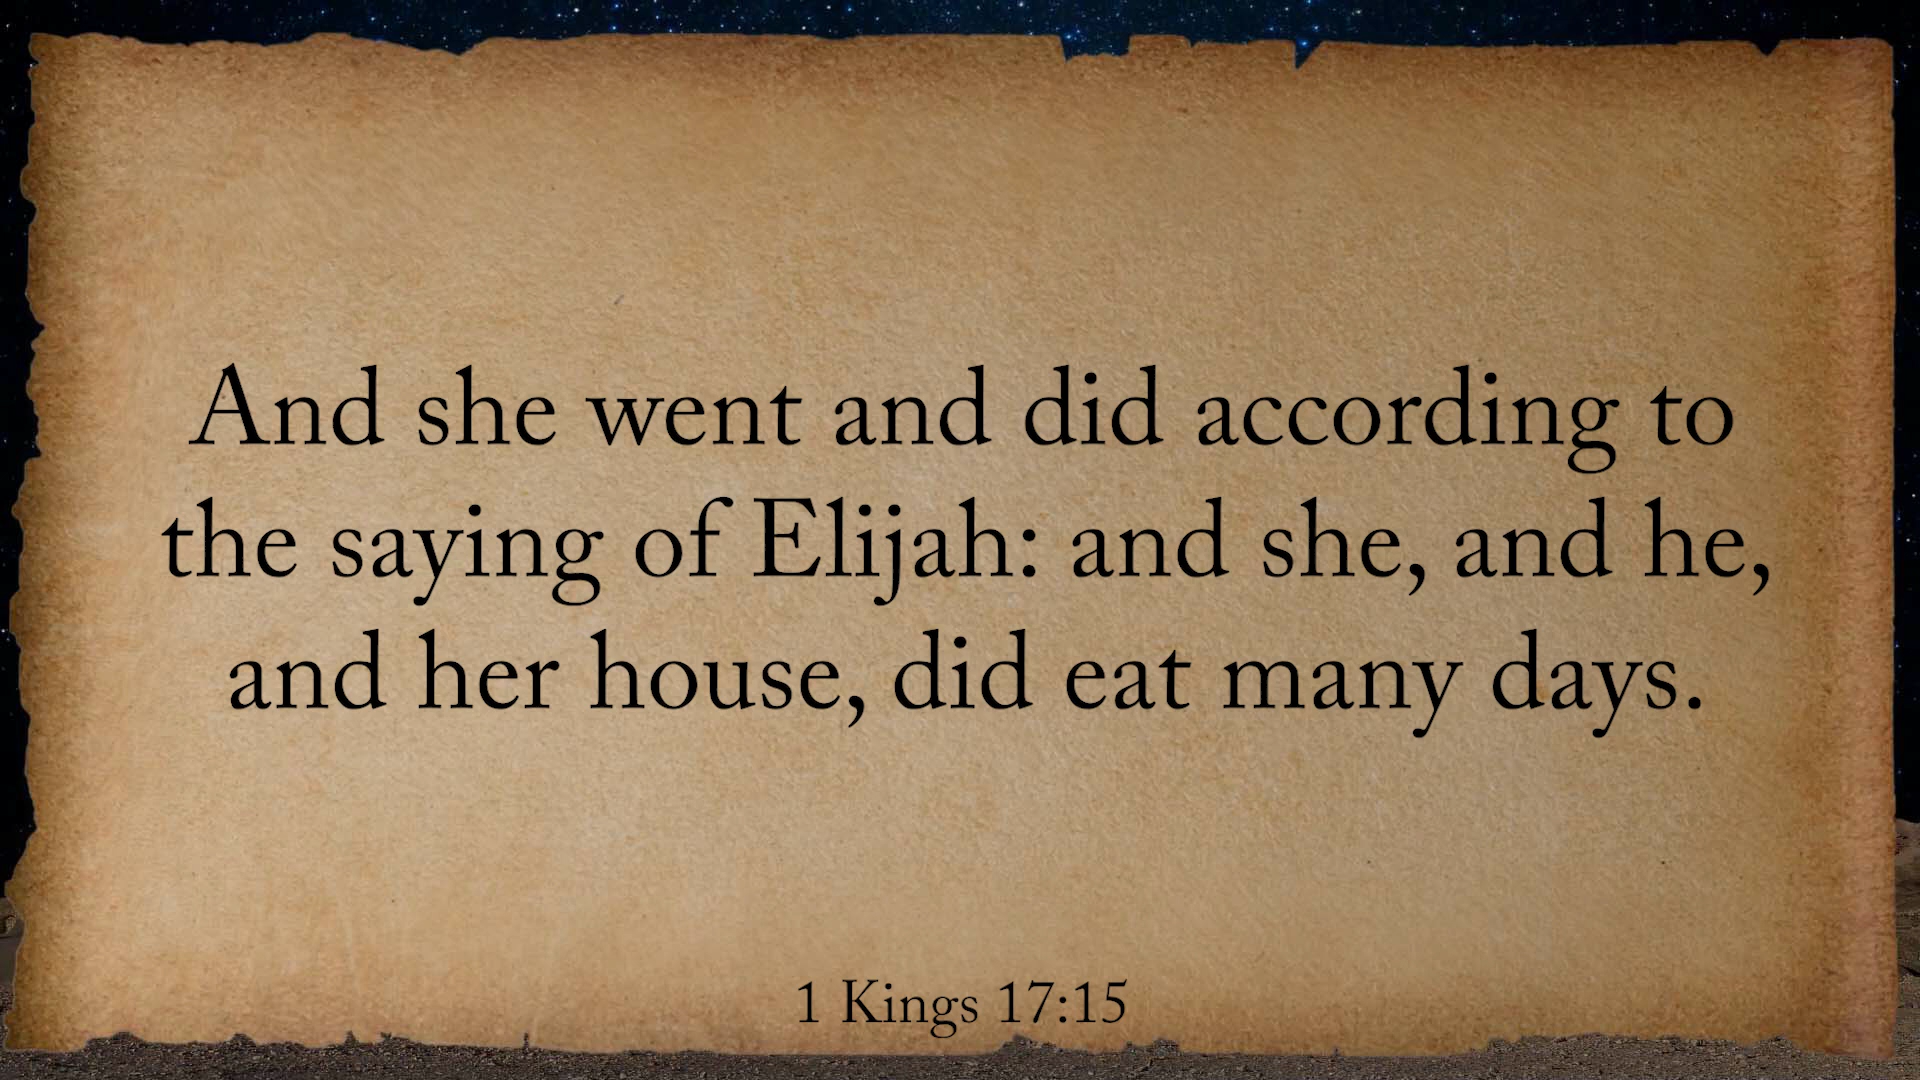 And she went and did according to
the saying of Elijah: and she, and he,
and her house, did eat many days.
1 Kings 17:15